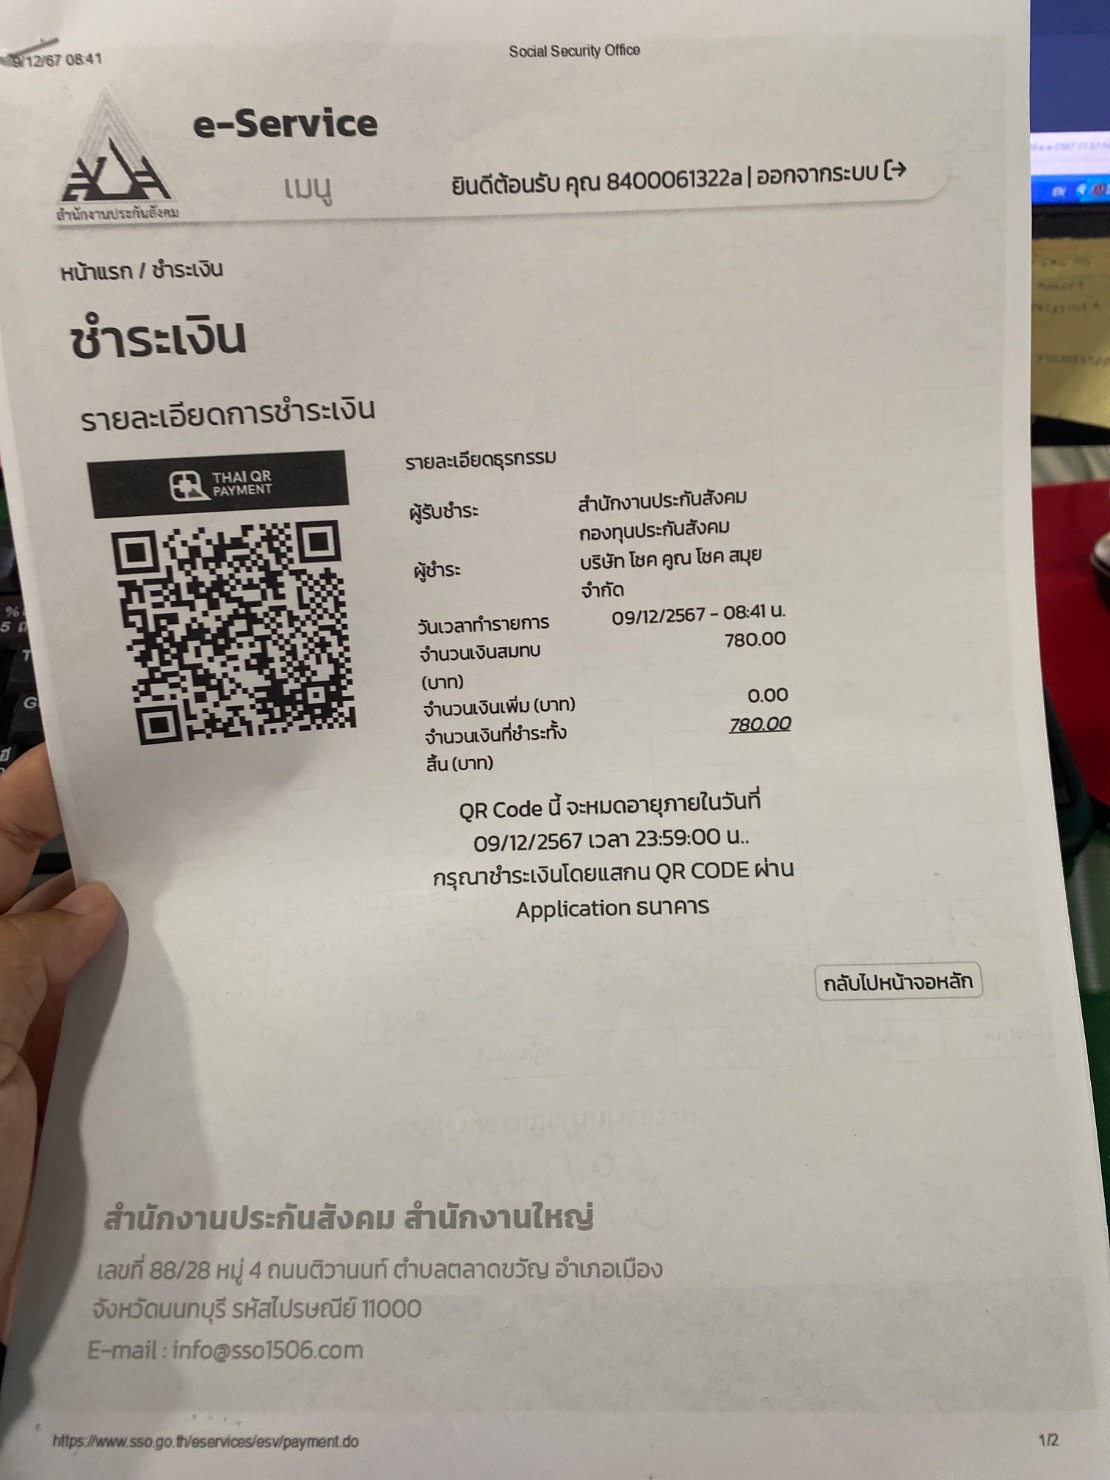 9/12/67 08:41
Social Security Office
e-Service
เมนู
ยินดีต้อนรับ คุณ 8400061322a | ออกจากระบบ
สำนักงานประกันสังคม
หน้าแรก / ชำระเงิน
ชำระเงิน
รายละเอียดการชำระเงิน
THAI QR
PAYMENT
รายละเอียดธุรกรรม
ผู้รับชำระ สำนักงานประกันสังคม
กองทุนประกันสังคม
ผู้ชำระ บริษัท โชค คูณ โชค สมุย
จำกัด
วันเวลาทำรายการ 09/12/2567 - 08:41 น.
จำนวนเงินสมทบ 780.00
(บาท)
จำนวนเงินเพิ่ม (บาท) 0.00
จำนวนเงินที่ชำระทั้ง 780.00
สิ้น (บาท)
QR Code นี้ จะหมดอายุภายในวันที่
09/12/2567 เวลา 23:59:00 น..
กรุณาชำระเงินโดยแสกน QR CODE ผ่าน
Application ธนาคาร
กลับไปหน้าจอหลัก
สำนักงานประกันสังคม สำนักงานใหญ่
เลขที่ 88/28 หมู่ 4 ถนนติวานนท์ ตำบลตลาดขวัญ อำเภอเมือง
จังหวัดนนทบุรี รหัสไปรษณีย์ 11000
E-mail : info@sso1506.com
https://www.sso.go.th/eservices/esv/payment.do
1/2